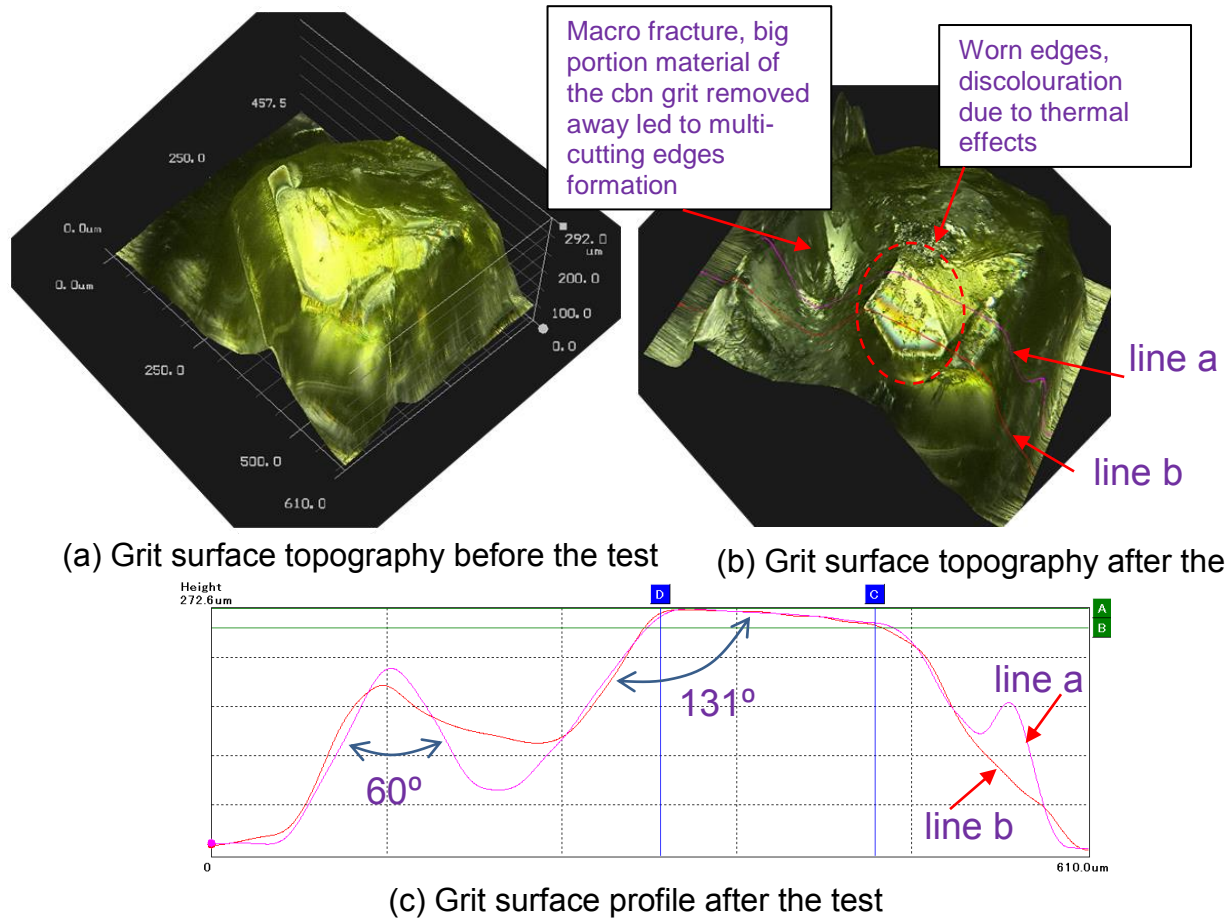 Macro fracture, big
portion material of
the cbn grit removed
away led to multi-
cutting edges
formation
Worn edges,
discolouration
due to thermal
effects
457.5
250.0
0.0um
0.0um
250.0
500.0
610.0
292.0
um
200.0
100.0
0.0
line a
line b
(a) Grit surface topography before the test
(b) Grit surface topography after the
Height
272.6um
D
C
A
B
131º
60º
line a
line b
0
610.0um
(c) Grit surface profile after the test